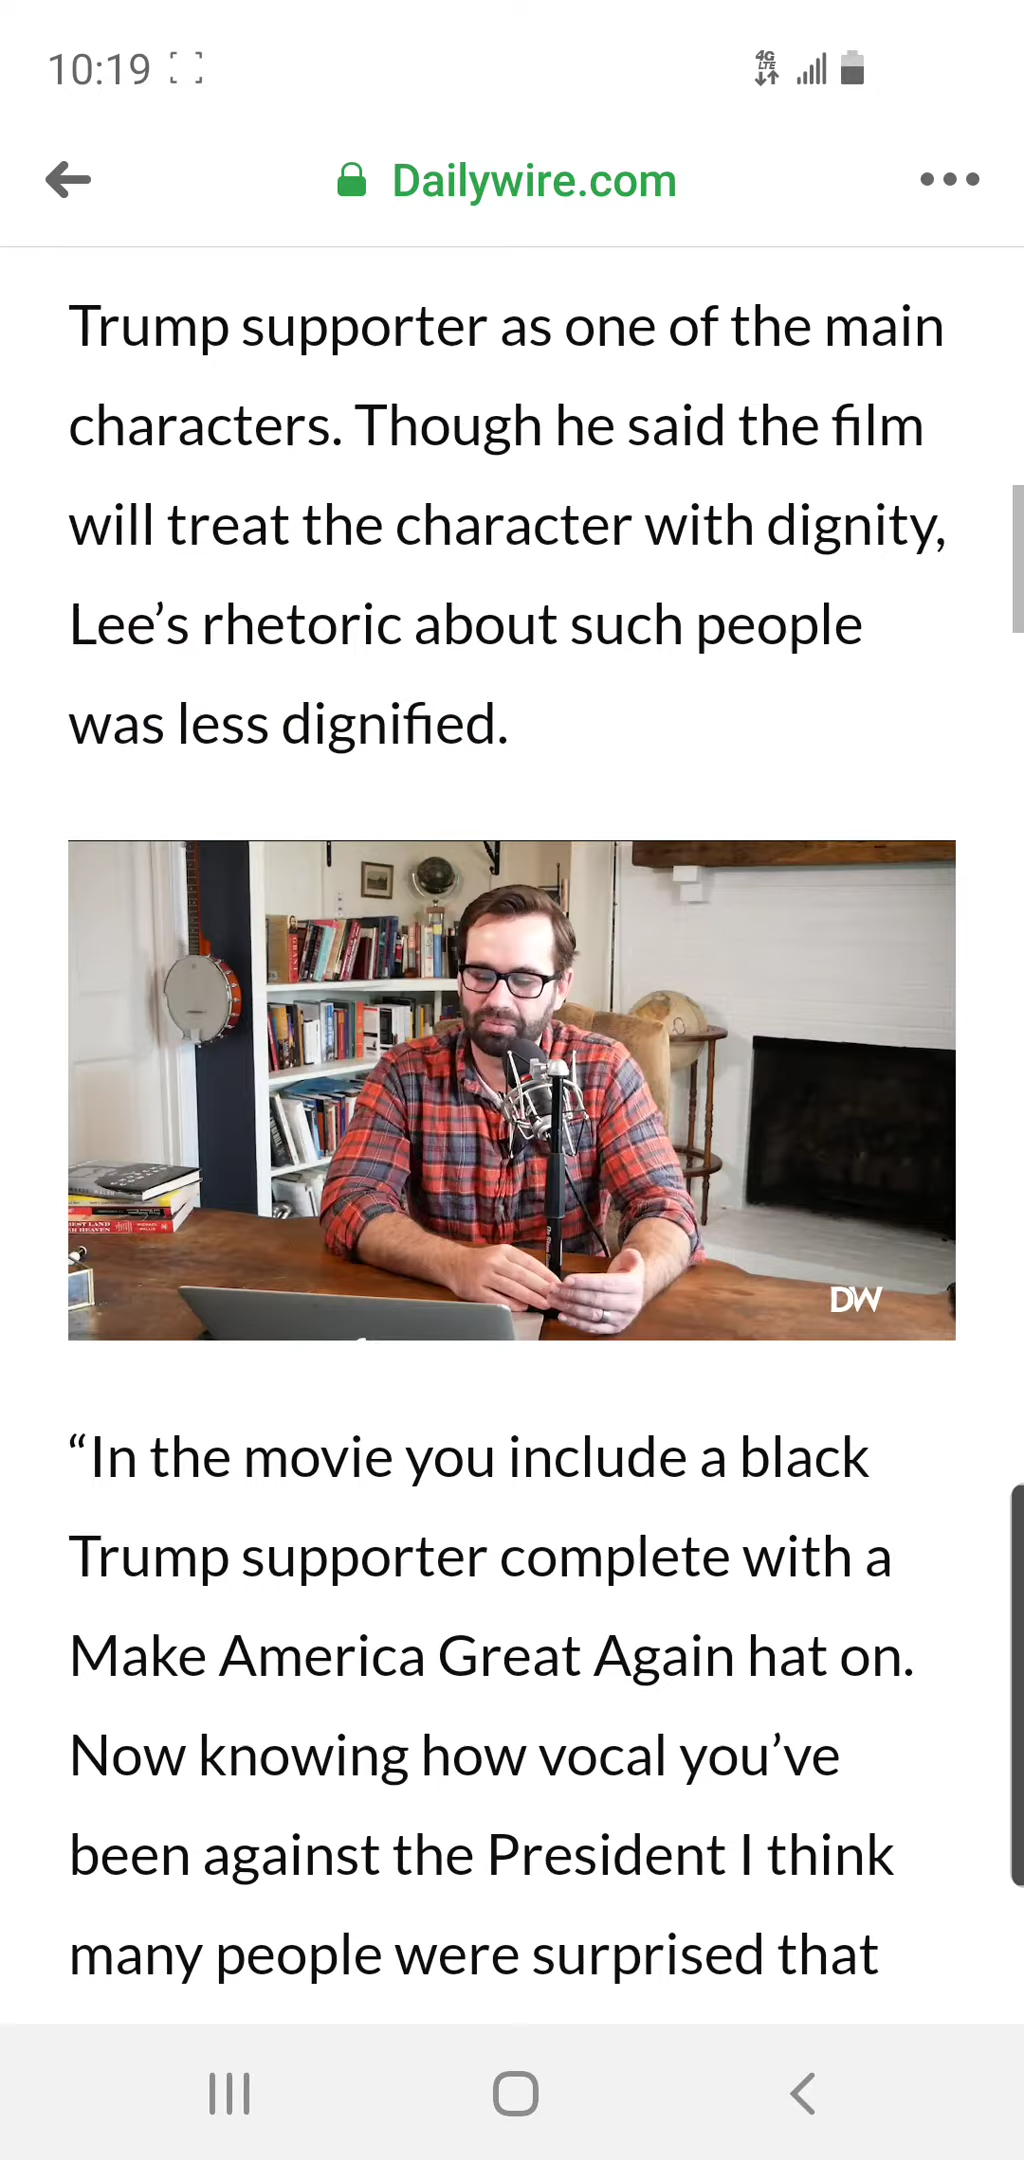 10:19
4G
LTE
Dailywire.com
Trump supporter as one of the main
characters. Though he said the film
will treat the character with dignity,
Lee’s rhetoric about such people
was less dignified.
DW
“In the movie you include a black
Trump supporter complete with a
Make America Great Again hat on.
Now knowing how vocal you’ve
been against the President I think
many people were surprised that